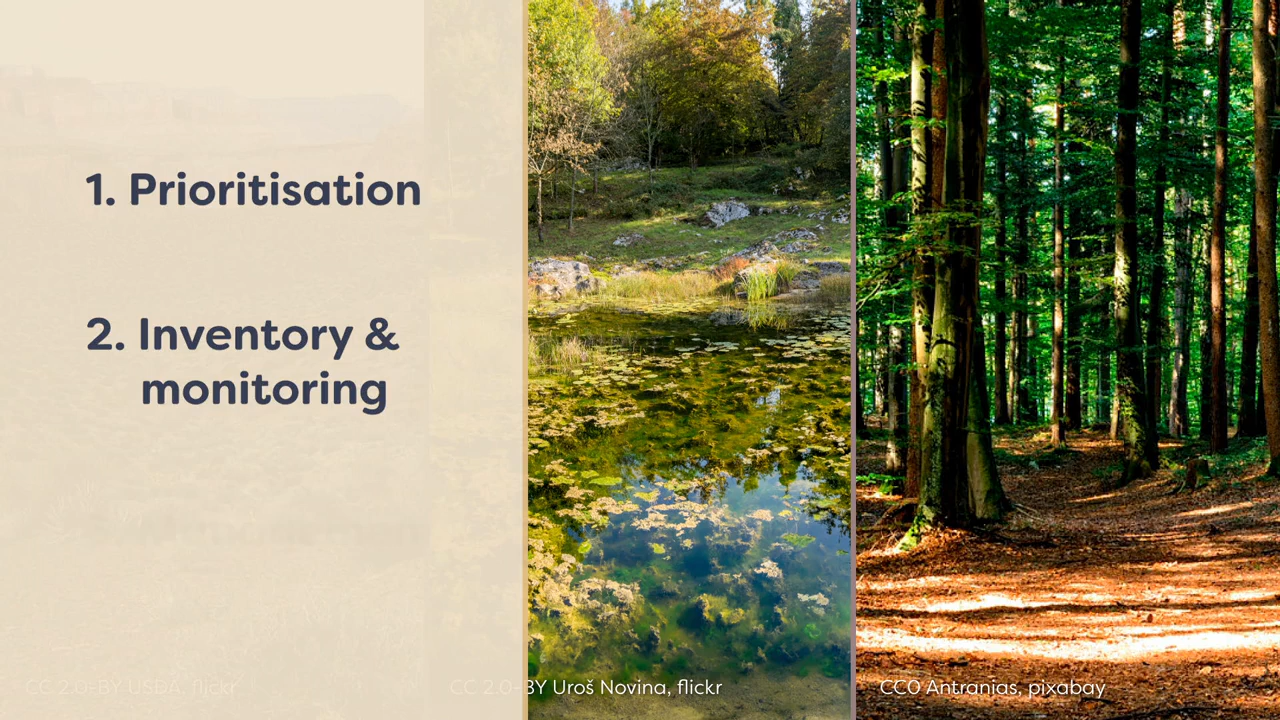 1. Prioritisation
2. Inventory &
monitoring
CC 2.0-BY USDA, flickr
CC 2.0-BY Uroš Novina, flickr
CC0 Antranias, pixabay